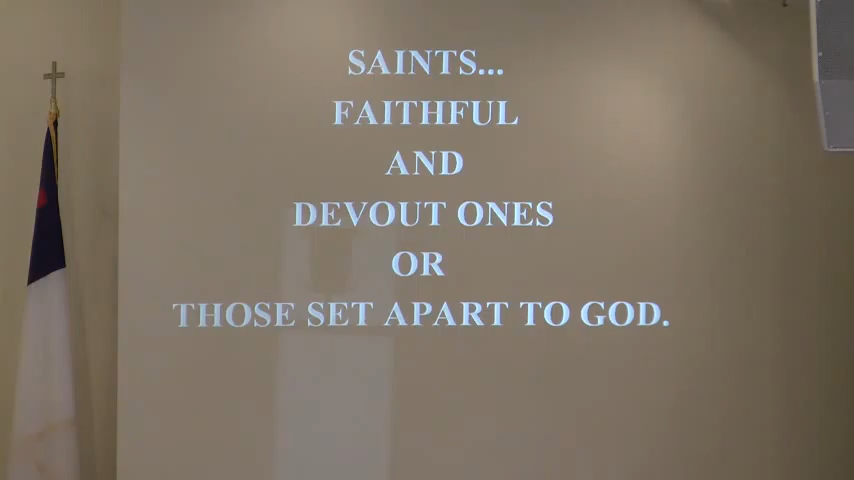 SAINTS...
FAITHFUL
AND
DEVOUT ONES
OR
THOSE SET APART TO GOD.